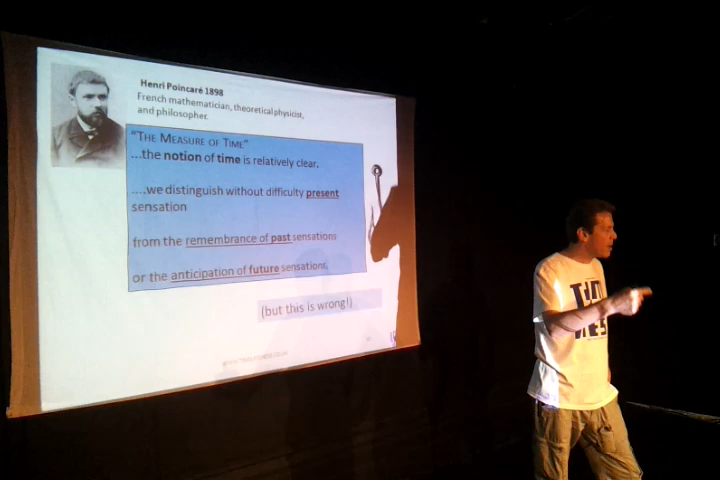 Henri Poincaré 1898
French mathematician, theoretical physicist,
and philosopher.
"THE MEASURE OF TIME"
...the notion of time is relatively clear.
....we distinguish without difficulty present
sensation
from the remembrance of past sensations
or the anticipation of future sensations.
(but this is wrong!)